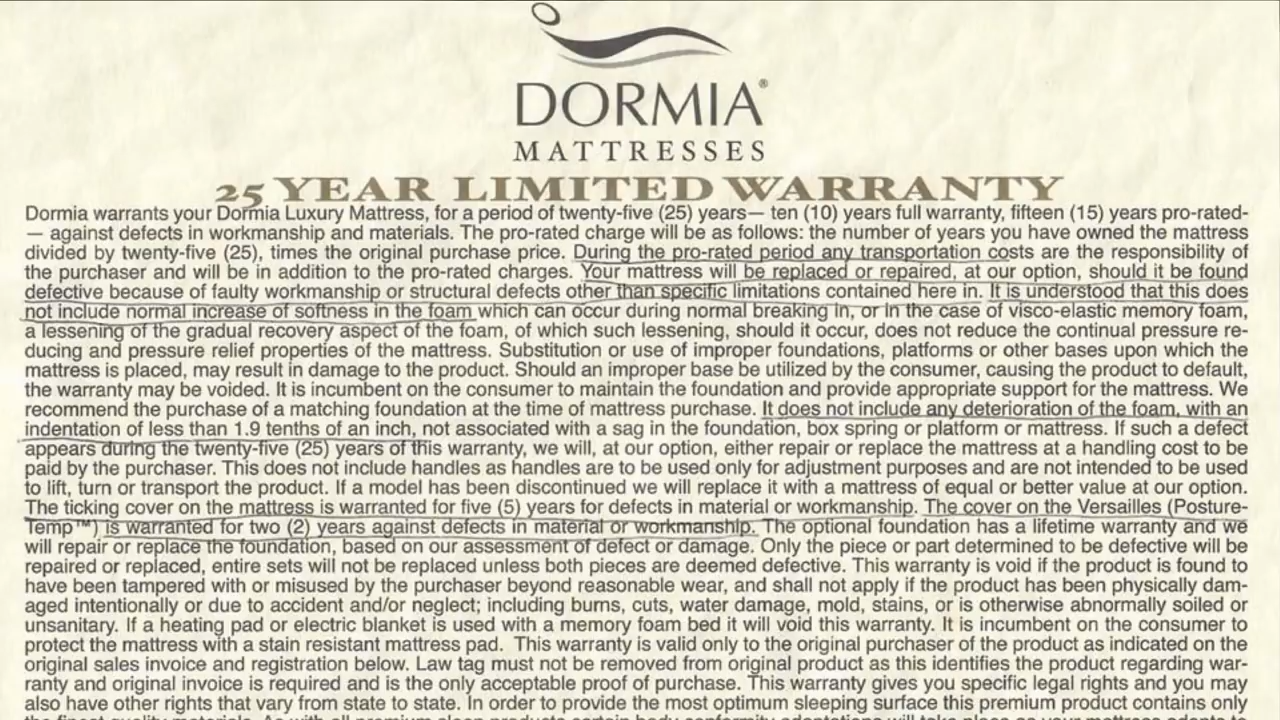 DORMIA®
MATTRESSES
25 YEAR LIMITED WARRANTY
Dormia warrants your Dormia Luxury Mattress, for a period of twenty-five (25) years— ten (10) years full warranty, fifteen (15) years pro-rated-
— against defects in workmanship and materials. The pro-rated charge will be as follows: the number of years you have owned the mattress
divided by twenty-five (25), times the original purchase price. During the pro-rated period any transportation costs are the responsibility of
the purchaser and will be in addition to the pro-rated charges. Your mattress will be replaced or repaired, at our option, should it be found
defective because of faulty workmanship or structural defects other than specific limitations contained here in. It is understood that this does
not include normal increase of softness in the foam which can occur during normal breaking in, or in the case of visco-elastic memory foam,
a lessening of the gradual recovery aspect of the foam, of which such lessening, should it occur, does not reduce the continual pressure re-
ducing and pressure relief properties of the mattress. Substitution or use of improper foundations, platforms or other bases upon which the
mattress is placed, may result in damage to the product. Should an improper base be utilized by the consumer, causing the product to default,
the warranty may be voided. It is incumbent on the consumer to maintain the foundation and provide appropriate support for the mattress. We
recommend the purchase of a matching foundation at the time of mattress purchase. It does not include any deterioration of the foam, with an
indentation of less than 1.9 tenths of an inch, not associated with a sag in the foundation, box spring or platform or mattress. If such a defect
appears during the twenty-five (25) years of this warranty, we will, at our option, either repair or replace the mattress at a handling cost to be
paid by the purchaser. This does not include handles as handles are to be used only for adjustment purposes and are not intended to be used
to lift, turn or transport the product. If a model has been discontinued we will replace it with a mattress of equal or better value at our option.
The ticking cover on the mattress is warranted for five (5) years for defects in material or workmanship. The cover on the Versailles (Posture-
Temp™) is warranted for two (2) years against defects in material or workmanship. The optional foundation has a lifetime warranty and we
will repair or replace the foundation, based on our assessment of defect or damage. Only the piece or part determined to be defective will be
repaired or replaced, entire sets will not be replaced unless both pieces are deemed defective. This warranty is void if the product is found to
have been tampered with or misused by the purchaser beyond reasonable wear, and shall not apply if the product has been physically dam-
aged intentionally or due to accident and/or neglect; including burns, cuts, water damage, mold, stains, or is otherwise abnormally soiled or
unsanitary. If a heating pad or electric blanket is used with a memory foam bed it will void this warranty. It is incumbent on the consumer to
protect the mattress with a stain resistant mattress pad. This warranty is valid only to the original purchaser of the product as indicated on the
original sales invoice and registration below. Law tag must not be removed from original product as this identifies the product regarding war-
ranty and original invoice is required and is the only acceptable proof of purchase. This warranty gives you specific legal rights and you may
also have other rights that vary from state to state. In order to provide the most optimum sleeping surface this premium product contains only